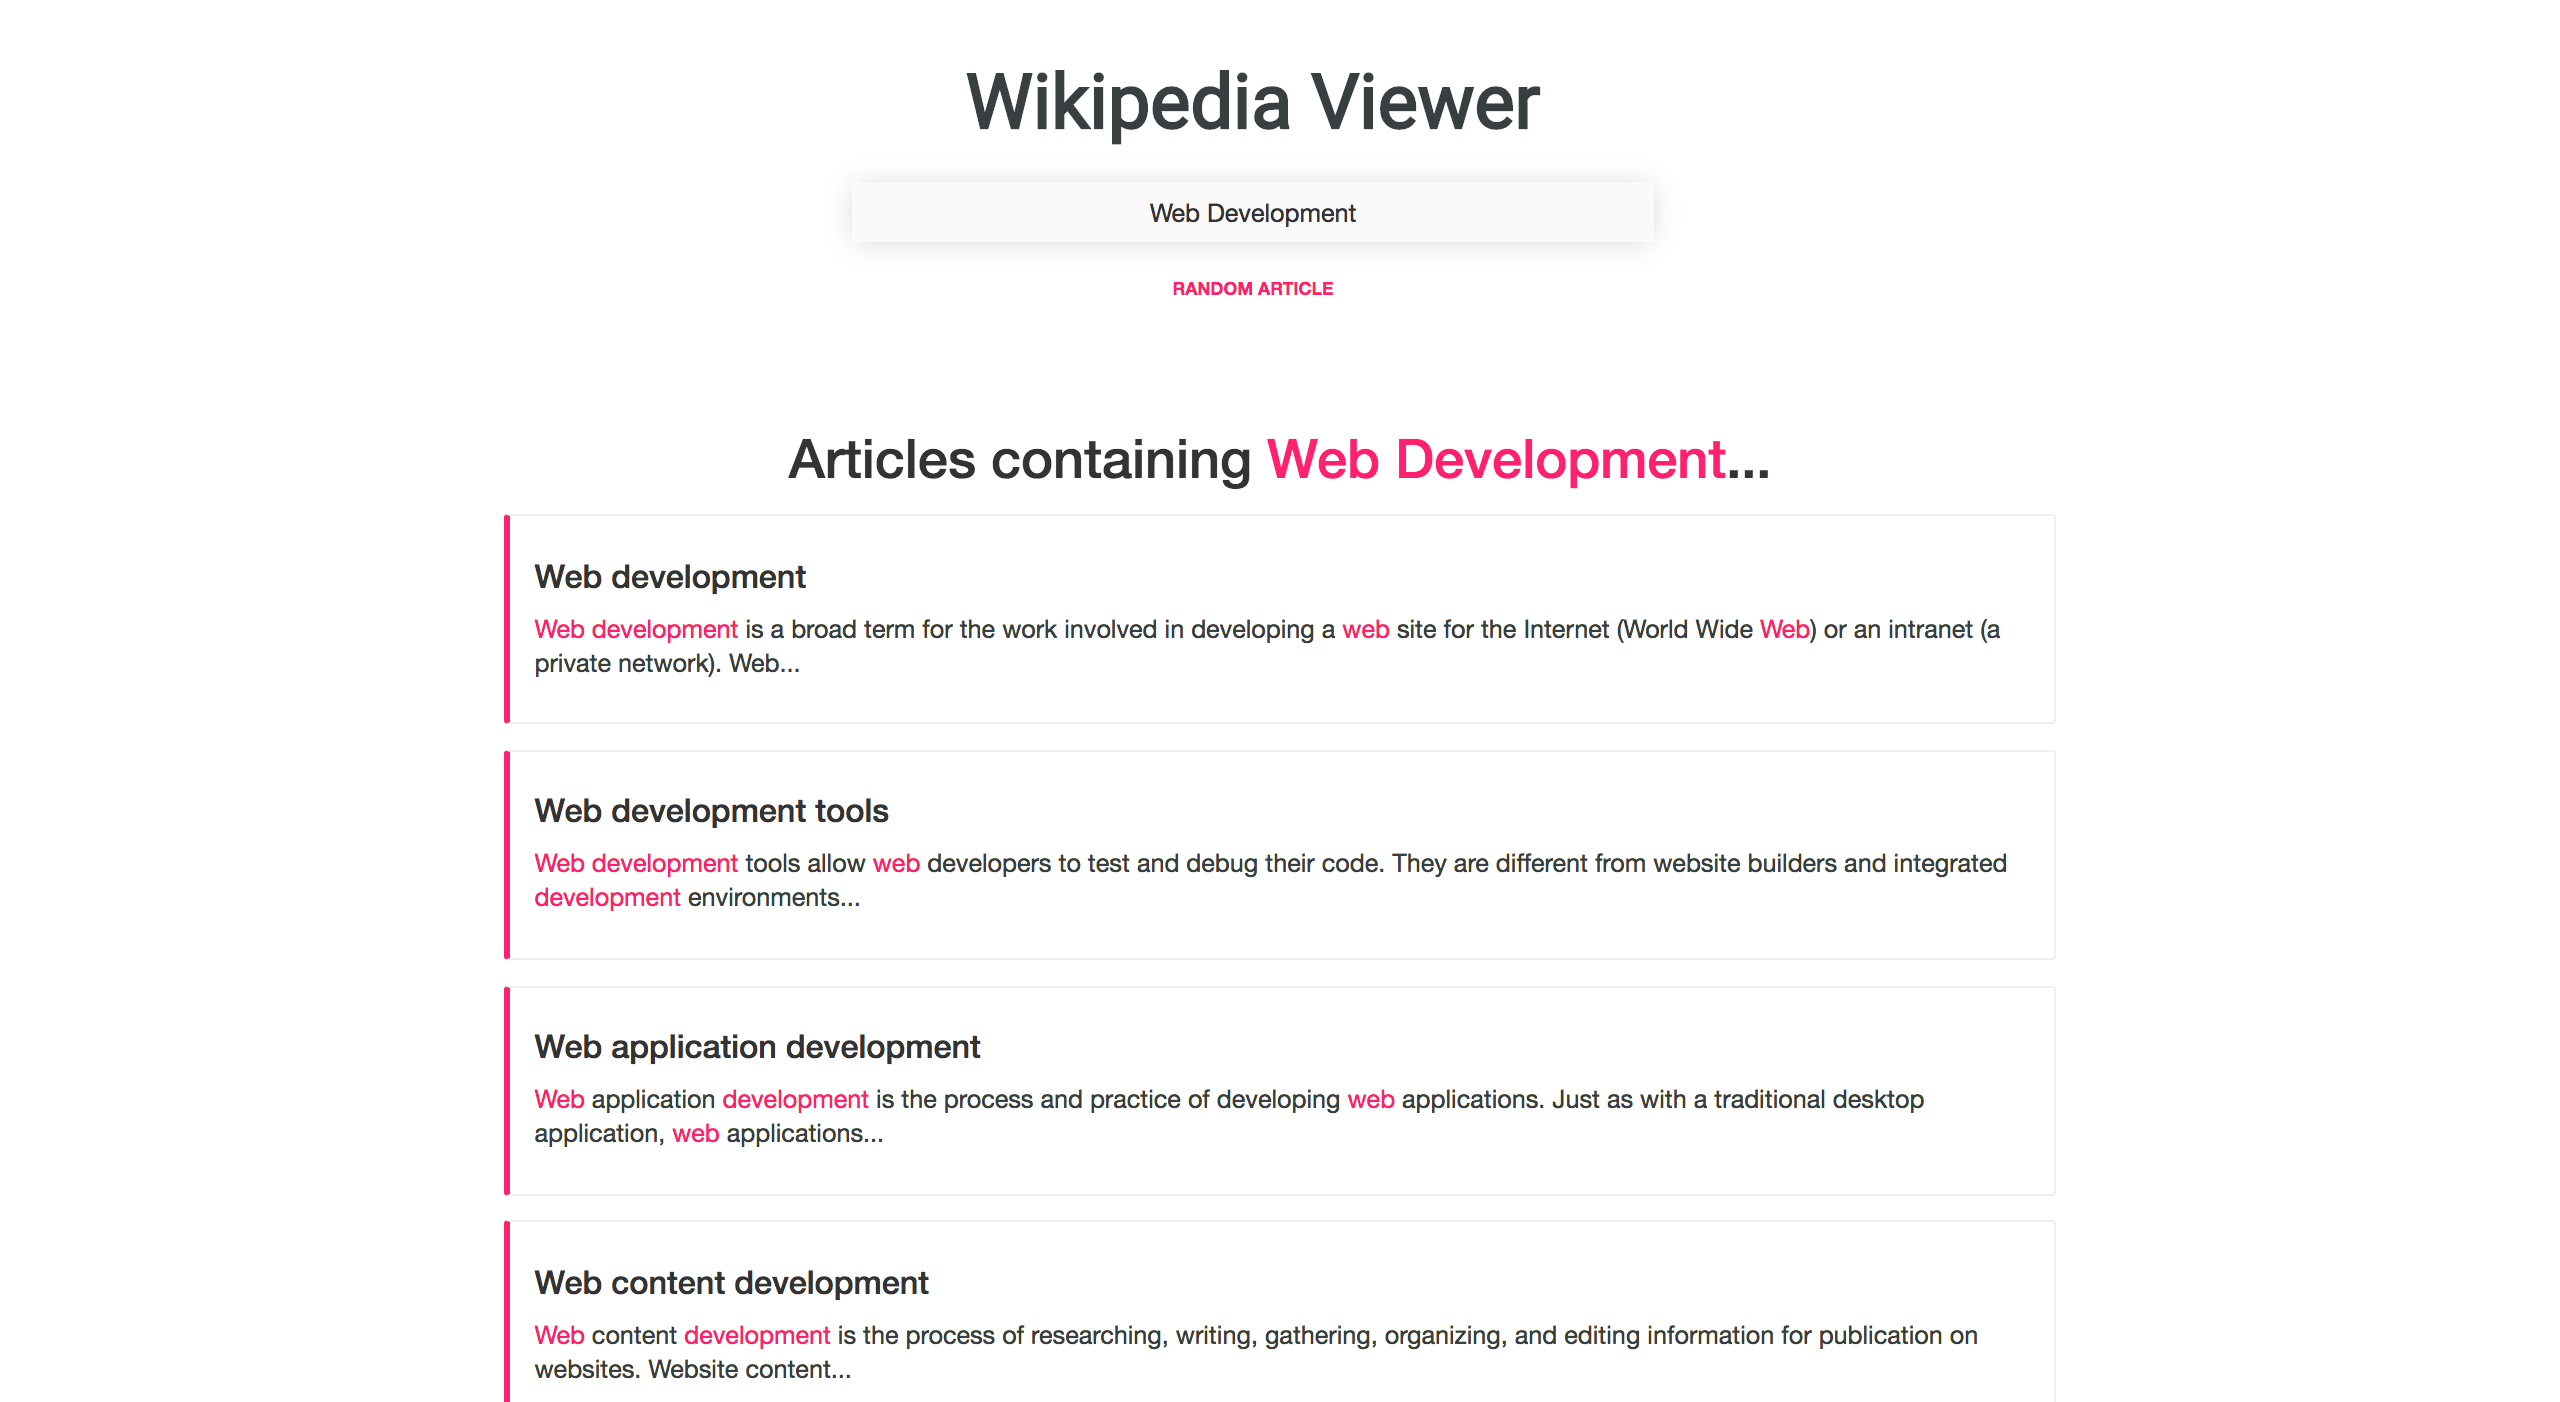 Wikipedia Viewer
Web Development
RANDOM ARTICLE
Articles containing Web Development...
Web development
Web development is a broad term for the work involved in developing a web site for the Internet (World Wide Web) or an intranet (a
private network). Web...
Web development tools
Web development tools allow web developers to test and debug their code. They are different from website builders and integrated
development environments...
Web application development
Web application development is the process and practice of developing web applications. Just as with a traditional desktop
application, web applications...
Web content development
Web content development is the process of researching, writing, gathering, organizing, and editing information for publication on
websites. Website content...